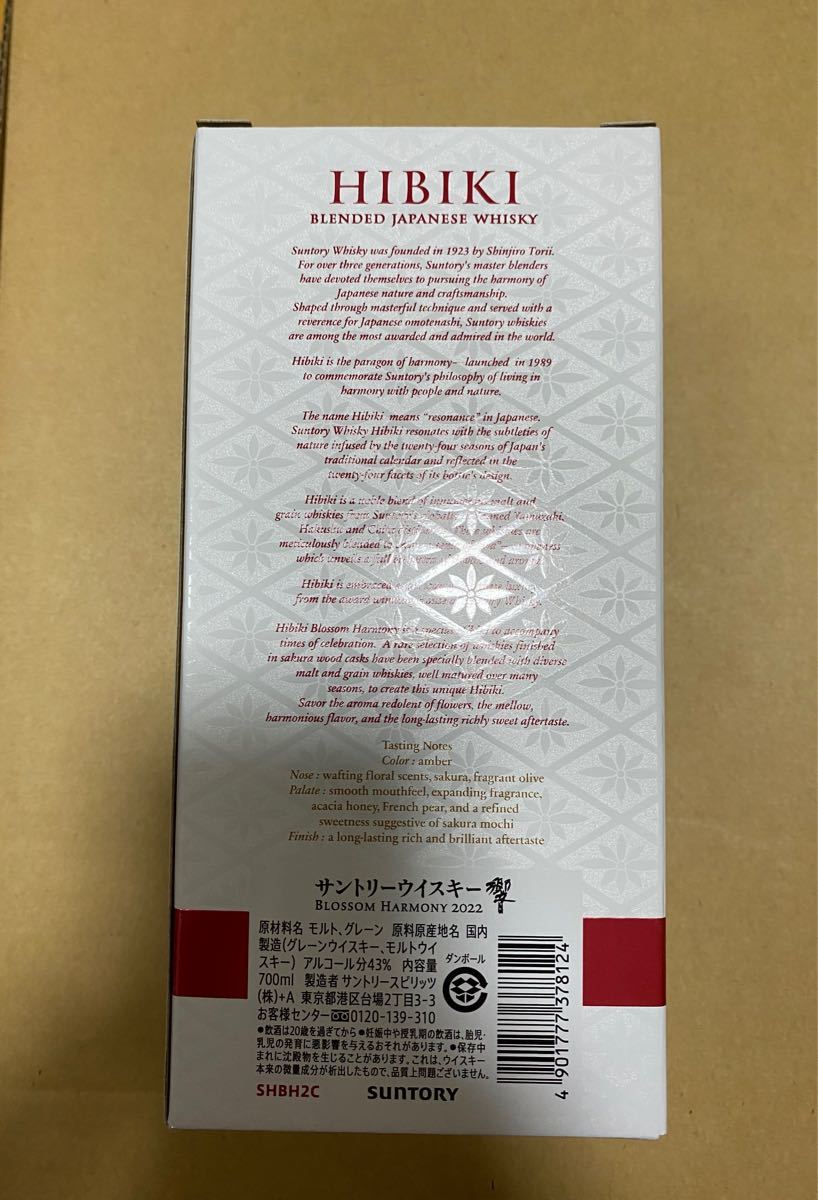 HIBIKI
BLENDED JAPANESE WHISKY
Suntory Whisky was founded in 1923 by Shinjiro Torii.
For over three generations, Suntory's master blenders
have devoted themselves to pursuing the harmony of
Japanese nature and craftsmanship.
Shaped through masterful technique and served with a
reverence for Japanese omotenashi, Suntory whiskies
are among the most awarded and admired in the world.
Hibiki is the paragon of harmony– launched in 1989
to commemorate Suntory's philosophy of living in
harmony with people and nature.
The name Hibiki means “resonance” in Japanese.
Suntory Whisky Hibiki resonates with the subtleties of
nature infused by the twenty-four seasons of Japan's
traditional calendar and reflected in the
twenty-four facets of its bottle's design.
Hibiki is a noble blend of malt and
grain whiskies from Suntory's Yamazaki,
Hakushu and Chita are
meticulously blended to
which unveils a full
Hibiki is embraced
from the award winning house Whisky.
Hibiki Blossom Harmony is a special to accompany
times of celebration. A rare selection of whiskies finished
in sakura wood casks have been specially blended with diverse
malt and grain whiskies, well matured over many
seasons, to create this unique Hibiki.
Savor the aroma redolent of flowers, the mellow,
harmonious flavor, and the long-lasting richly sweet aftertaste.
Tasting Notes
Color : amber
Nose : wafting floral scents, sakura, fragrant olive
Palate : smooth mouthfeel, expanding fragrance,
acacia honey, French pear, and a refined
sweetness suggestive of sakura mochi
Finish : a long-lasting rich and brilliant aftertaste
サントリーウイスキー 響
BLOSSOM HARMONY 2022
原材料名 モルト、グレーン 原料原産地名 国内
製造(グレーンウイスキー、モルトウイ
スキー) アルコール分43% 内容量
700ml 製造者 サントリースピリッツ
(株)+A 東京都港区台場2丁目3-3
お客様センター 0120-139-310
ダンボール
●飲酒は20歳を過ぎてから ●妊娠中や授乳期の飲酒は、胎児・
乳児の発育に悪影響を与えるおそれがあります。●保存中
まれに沈殿物を生じることがあります。これは、ウイスキー
本来の微量成分が析出したもので、品質上問題ございません。
SHBH2C SUNTORY
4 901777 378124